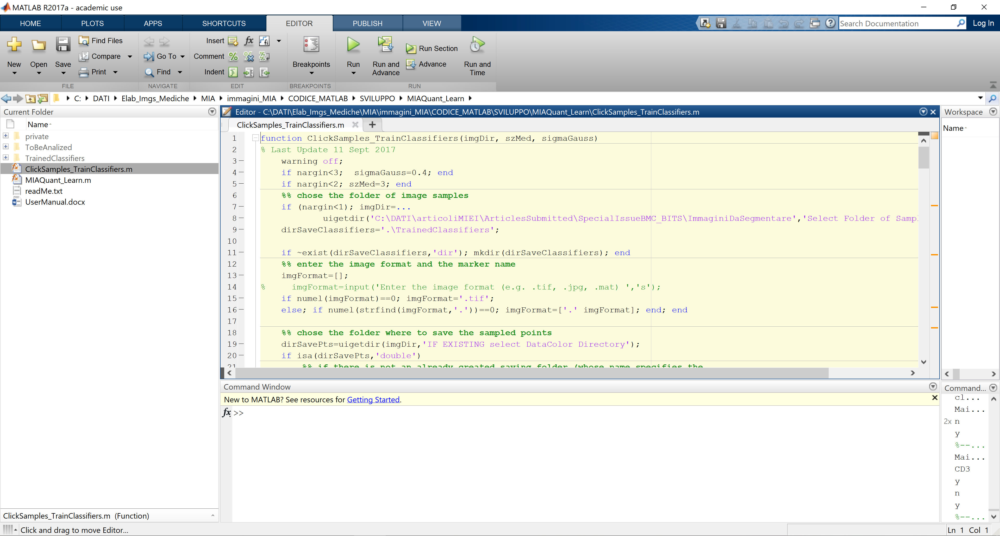 MATLAB R2017a - academic use
HOME PLOTS APPS SHORTCUTS EDITOR PUBLISH VIEW
Search Documentation
Log In
New
Open
Save
Find Files
Compare
Print
FILE
Go To
Find
NAVIGATE
Insert
Comment
Indent
EDIT
Breakpoints
BREAKPOINTS
Run
Run and Advance
Run Section
Advance
Run and Time
RUN
C: DATI Elab_Imgs_Mediche MIA immagini_MIA CODICE_MATLAB SVILUPPO MIAQuant_Learn
Current Folder
Name
private
ToBeAnalized
TrainedClassifiers
ClickSamples_TrainClassifiers.m
MIAQuant_Learn.m
readMe.txt
UserManual.docx
ClickSamples_TrainClassifiers.m (Function)
Editor - C:\DATI\Elab_Imgs_Mediche\MIA\immagini_MIA\CODICE_MATLAB\SVILUPPO\MIAQuant_Learn\ClickSamples_TrainClassifiers.m
ClickSamples_TrainClassifiers.m
1 function ClickSamples_TrainClassifiers(imgDir, szMed, sigmaGauss)
2 % Last Update 11 Sept 2017
3 warning off;
4 if nargin<3; sigmaGauss=0.4; end
5 if nargin<2; szMed=3; end
6 %% chose the folder of image samples
7 if (nargin<1); imgDir=...
8 uigetdir('C:\DATI\articoliMIEI\ArticlesSubmitted\SpecialIssueBMC_BITS\ImmaginiDaSegmentare','Select Folder of Sampl
9 dirSaveClassifiers='.\TrainedClassifiers';
10
11 if ~exist(dirSaveClassifiers,'dir'); mkdir(dirSaveClassifiers); end
12 %% enter the image format and the marker name
13 imgFormat=[];
14 % imgFormat=input('Enter the image format (e.g. .tif, .jpg, .mat) ','s');
15 if numel(imgFormat)==0; imgFormat='.tif';
16 else; if numel(strfind(imgFormat,'.'))==0; imgFormat=['.' imgFormat]; end; end
17
18 %% chose the folder where to save the sampled points
19 dirSavePts=uigetdir(imgDir,'IF EXISTING select DataColor Directory');
20 if isa(dirSavePts,'double')
21 %% if there is not an already created saving folder (whose name specifies the
Command Window
New to MATLAB? See resources for Getting Started.
fx >>
Workspace
Name
Command...
cl...
Mai...
2x n
y
%--...
Mai...
CD3
y
n
y
%--...
Click and drag to move Editor...
Ln 1 Col 1